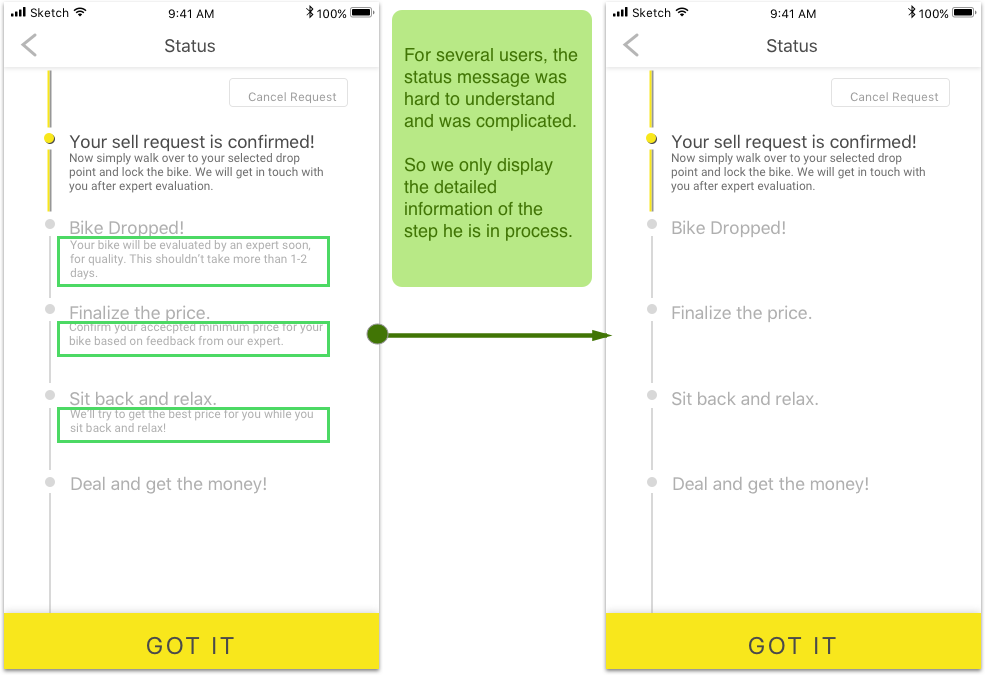 Sketch 9:41 AM 100%
Status
Cancel Request
Your sell request is confirmed!
Now simply walk over to your selected drop
point and lock the bike. We will get in touch with
you after expert evaluation.
Bike Dropped!
Your bike will be evaluated by an expert soon,
for quality. This shouldn't take more than 1-2
days.
Finalize the price.
Confirm your accecpted minimum price for your
bike based on feedback from our expert.
Sit back and relax.
We'll try to get the best price for you while you
sit back and relax!
Deal and get the money!
GOT IT
For several users, the
status message was
hard to understand
and was complicated.
So we only display
the detailed
information of the
step he is in process.
Sketch 9:41 AM 100%
Status
Cancel Request
Your sell request is confirmed!
Now simply walk over to your selected drop
point and lock the bike. We will get in touch with
you after expert evaluation.
Bike Dropped!
Finalize the price.
Sit back and relax.
Deal and get the money!
GOT IT